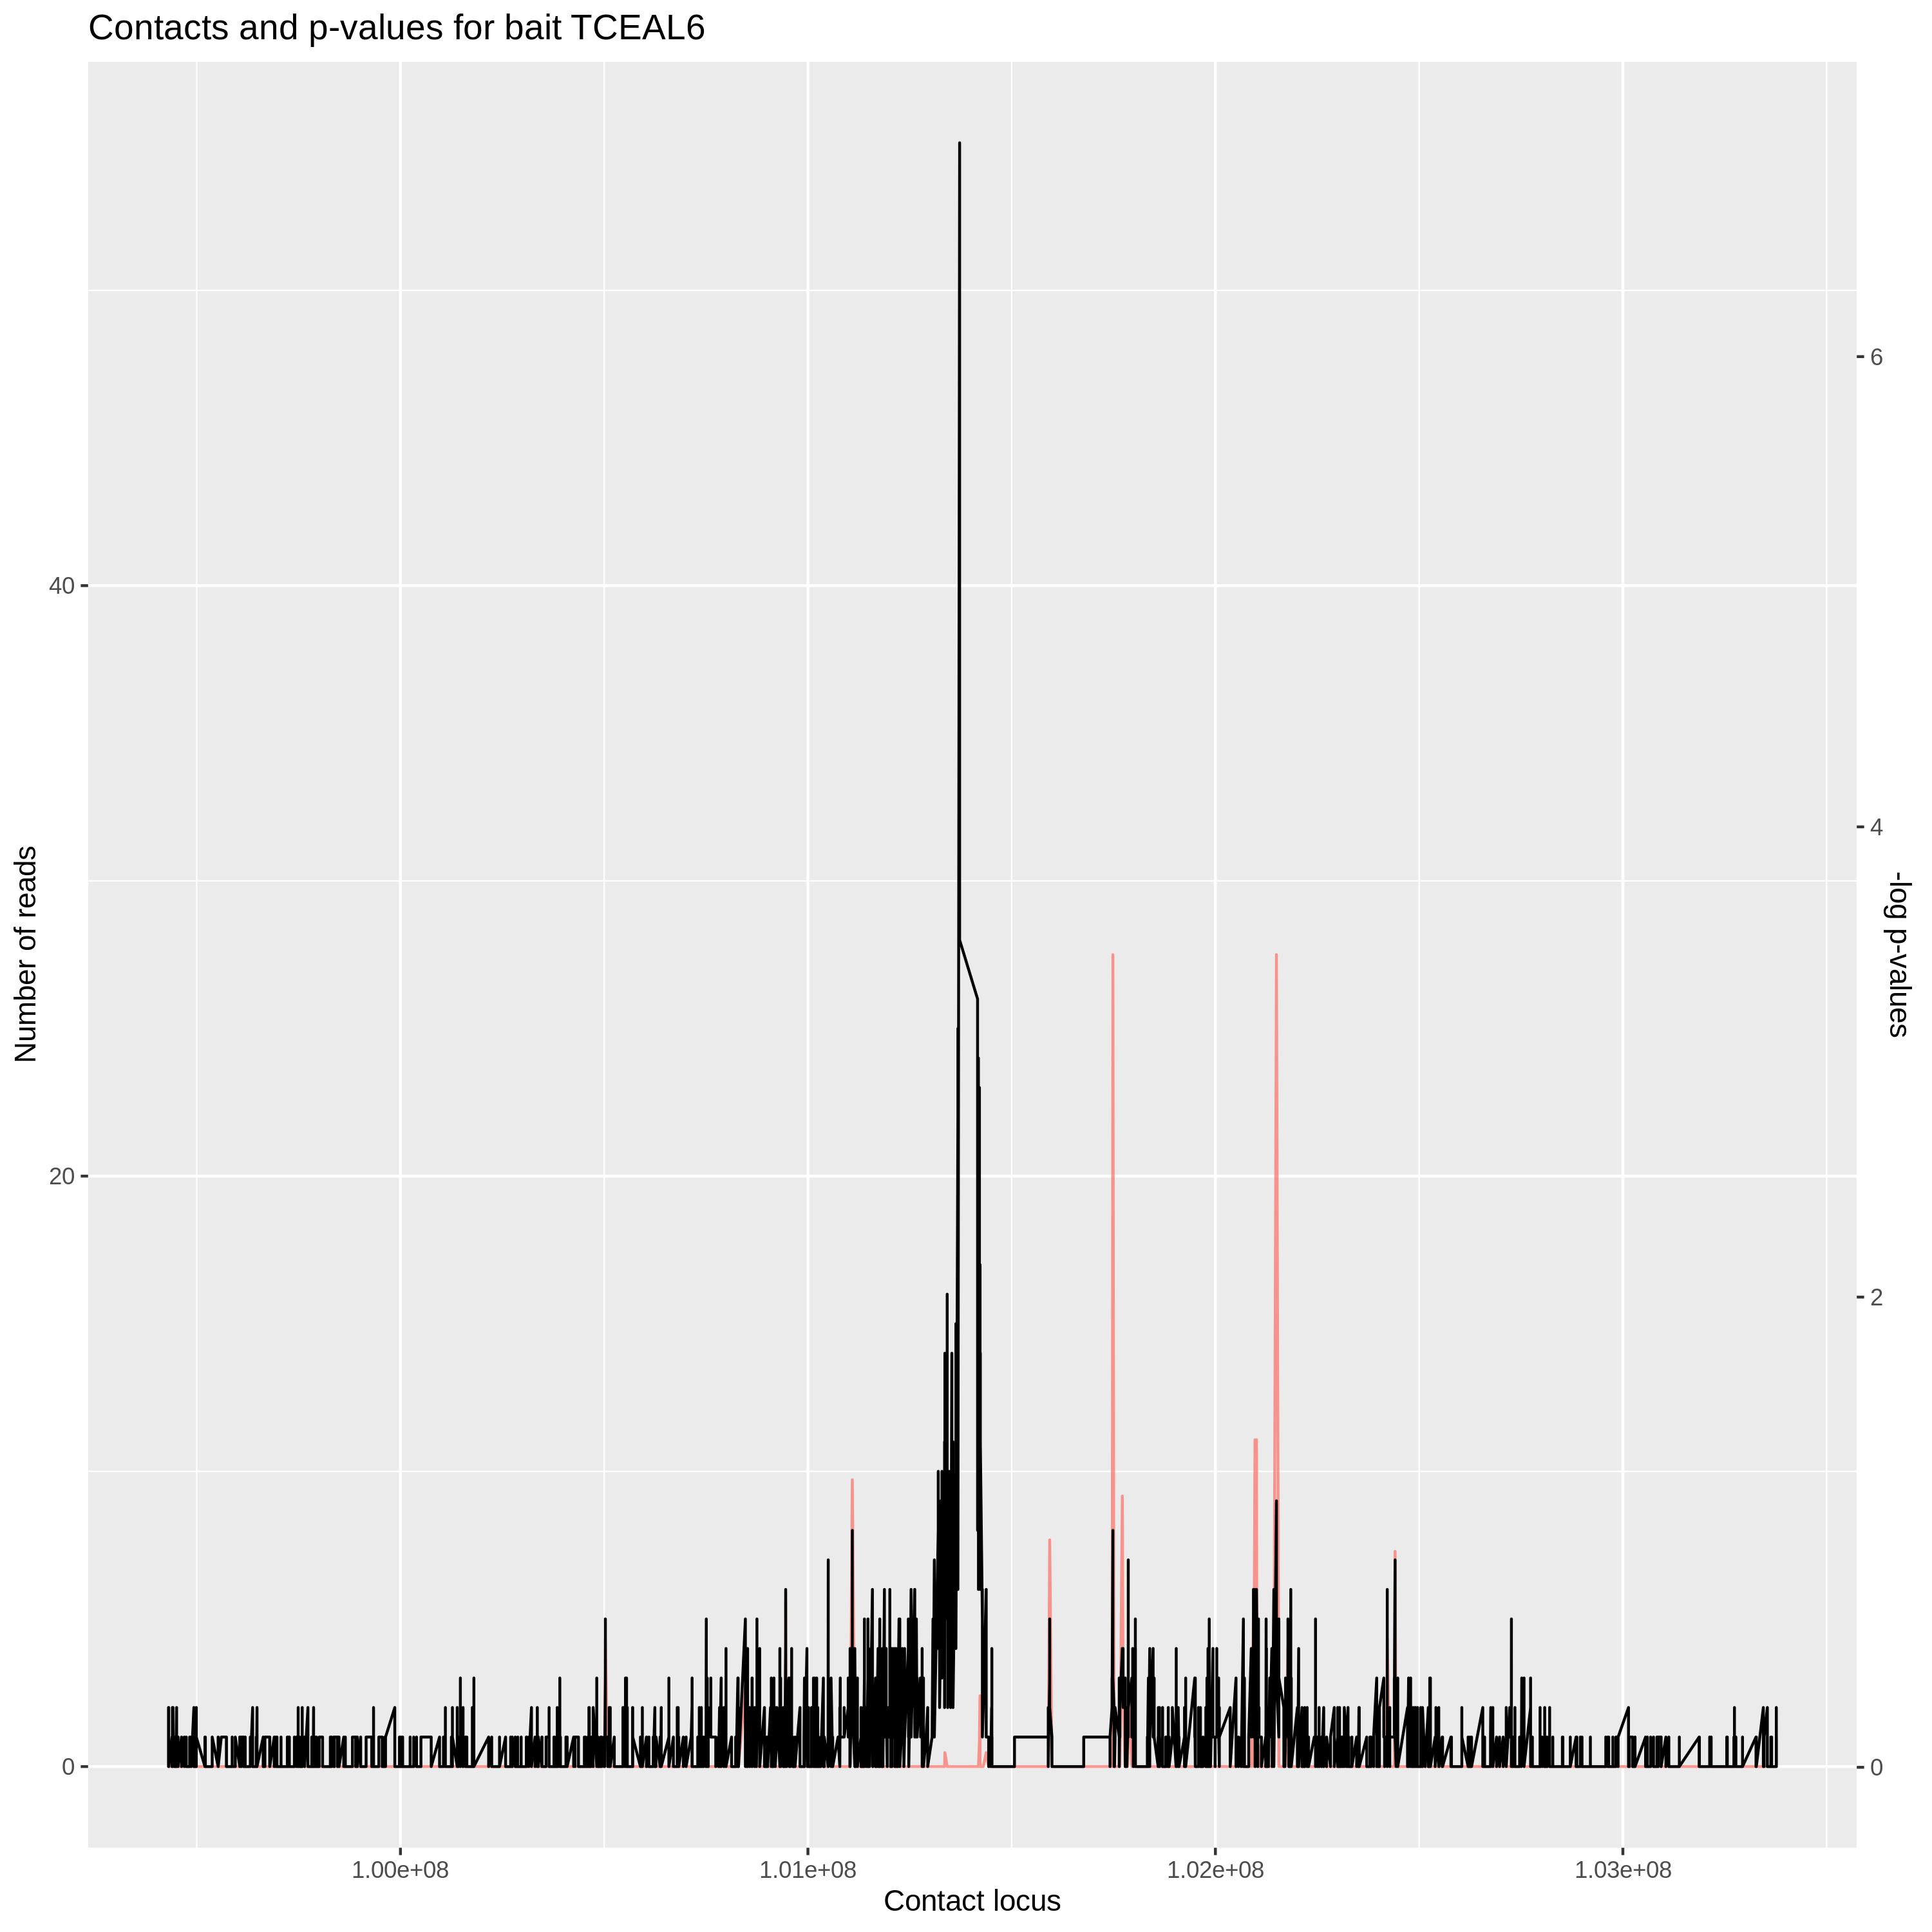 Contacts and p-values for bait TCEAL6
Number of reads
40
20
0
6
4
2
0
-log p-values
1.00e+08
1.01e+08
1.02e+08
1.03e+08
Contact locus